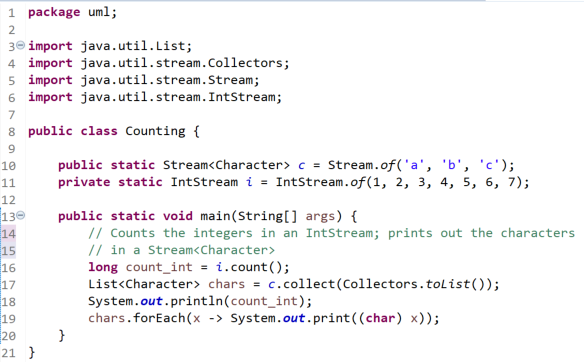 1 package uml;
2
3 import java.util.List;
4 import java.util.stream.Collectors;
5 import java.util.stream.Stream;
6 import java.util.stream.IntStream;
7
8 public class Counting {
9
10     public static Stream<Character> c = Stream.of('a', 'b', 'c');
11     private static IntStream i = IntStream.of(1, 2, 3, 4, 5, 6, 7);
12
13     public static void main(String[] args) {
14         // Counts the integers in an IntStream; prints out the characters
15         // in a Stream<Character>
16         long count_int = i.count();
17         List<Character> chars = c.collect(Collectors.toList());
18         System.out.println(count_int);
19         chars.forEach(x -> System.out.print((char) x));
20     }
21 }